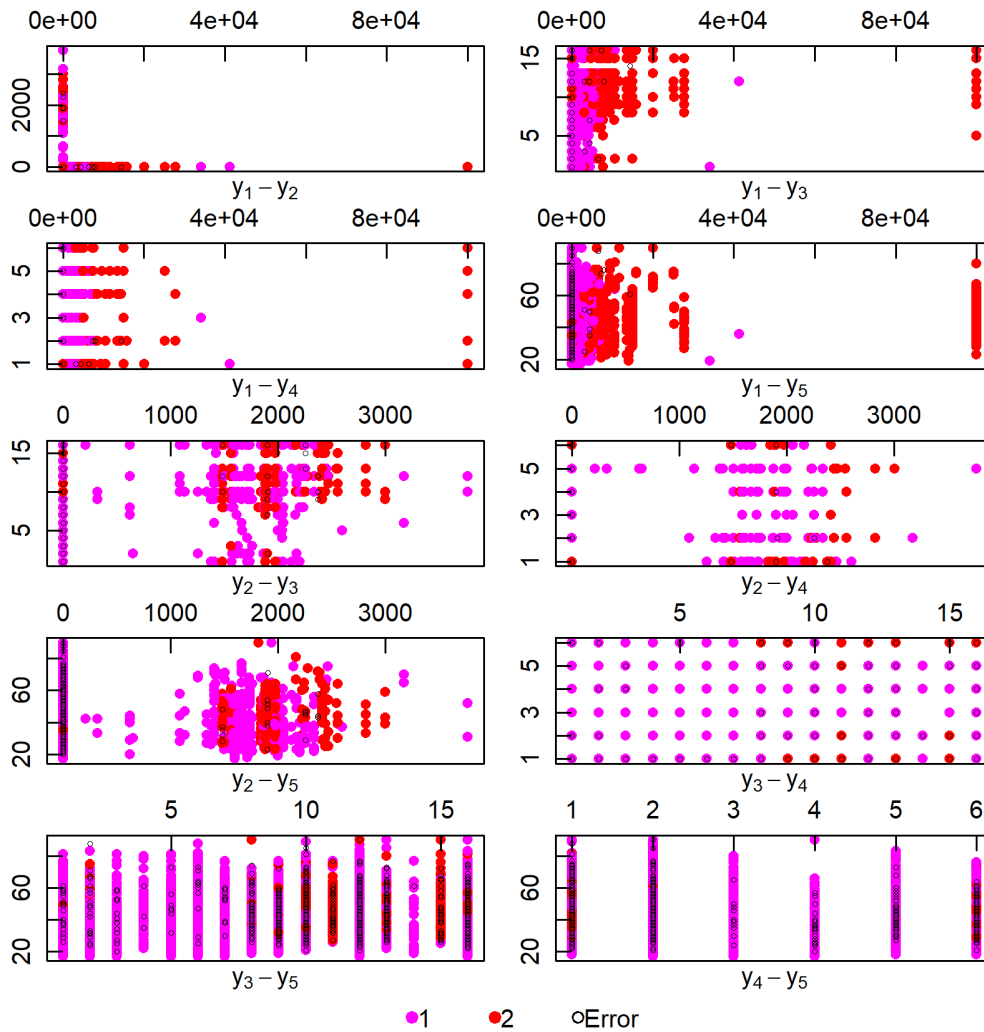 0e+00 4e+04 8e+04 0e+00 4e+04 8e+04
0 2000 5 15
y₁ − y₂ y₁ − y₃
0e+00 4e+04 8e+04 0e+00 4e+04 8e+04
1 3 5 20 60
y₁ − y₄ y₁ − y₅
0 1000 2000 3000 0 1000 2000 3000
5 15 1 3 5
y₂ − y₃ y₂ − y₄
0 1000 2000 3000 5 10 15
20 60 1 3 5
y₂ − y₅ y₃ − y₄
5 10 15 1 2 3 4 5 6
20 60 20 60
y₃ − y₅ y₄ − y₅
1 2 Error